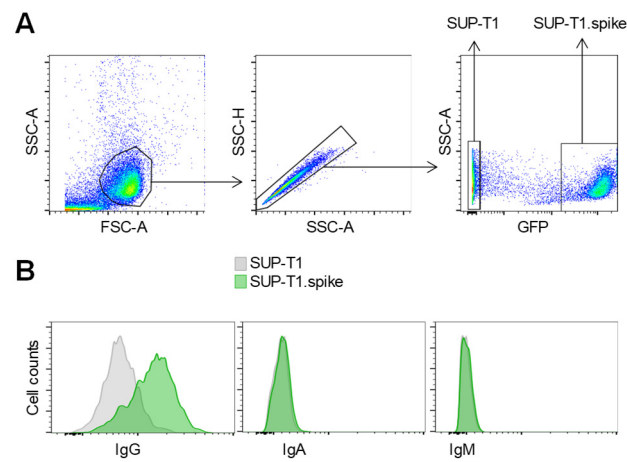 A
SUP-T1 SUP-T1.spike
SSC-A
SSC-H
SSC-A
FSC-A SSC-A GFP
B
SUP-T1
SUP-T1.spike
Cell counts
IgG IgA IgM